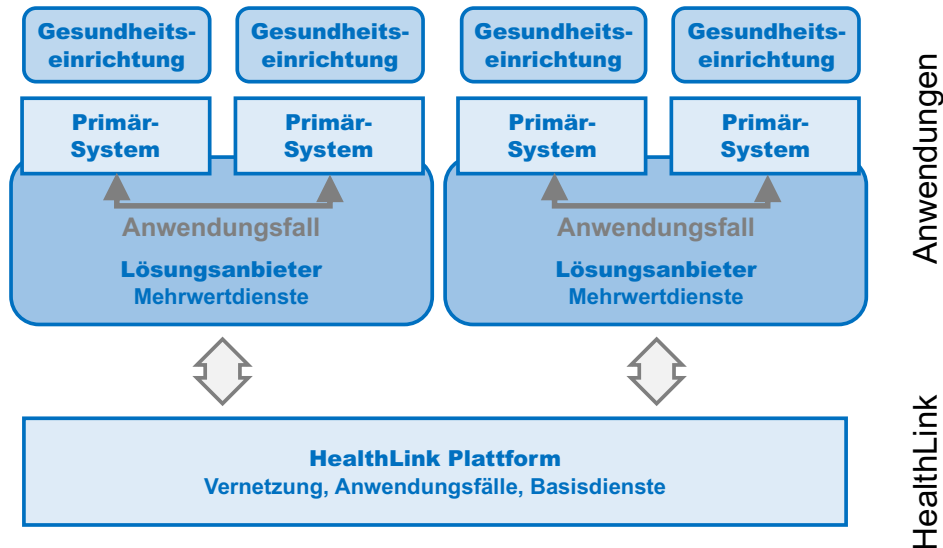 Gesundheits-
einrichtung
Gesundheits-
einrichtung
Gesundheits-
einrichtung
Gesundheits-
einrichtung
Primär-
System
Primär-
System
Primär-
System
Primär-
System
Anwendungsfall
Lösungsanbieter
Mehrwertdienste
Anwendungsfall
Lösungsanbieter
Mehrwertdienste
Anwendungen
HealthLink Plattform
Vernetzung, Anwendungsfälle, Basisdienste
HealthLink